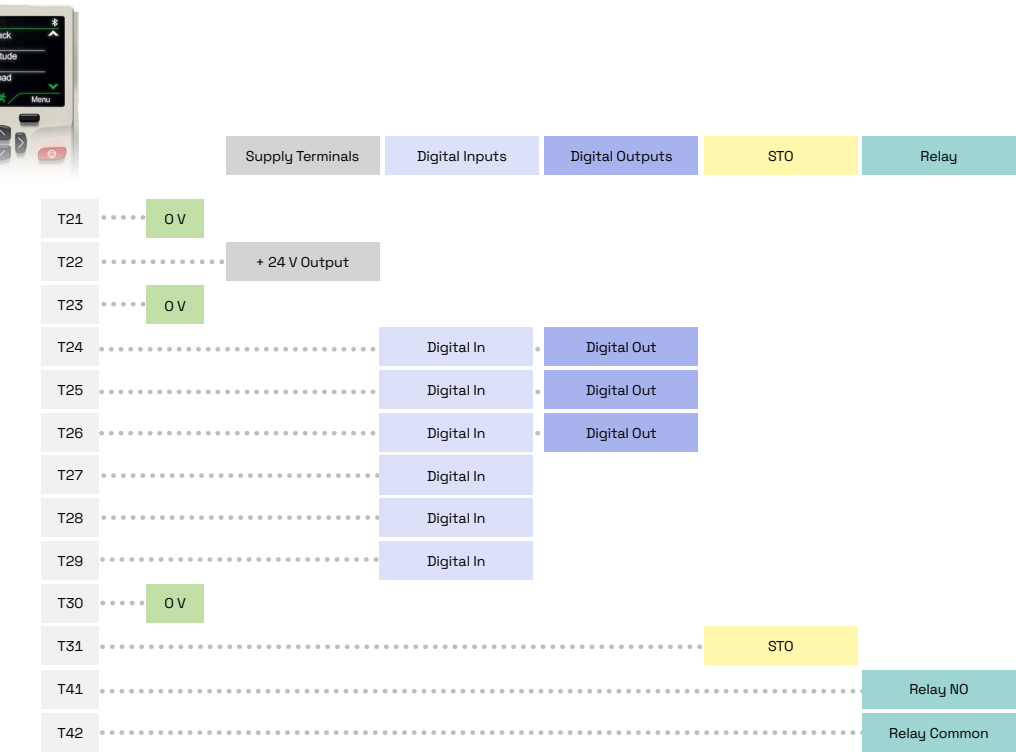 Menu
Supply Terminals Digital Inputs Digital Outputs STO Relay
T21 0 V
T22 + 24 V Output
T23 0 V
T24 Digital In Digital Out
T25 Digital In Digital Out
T26 Digital In Digital Out
T27 Digital In
T28 Digital In
T29 Digital In
T30 0 V
T31 STO
T41 Relay NO
T42 Relay Common